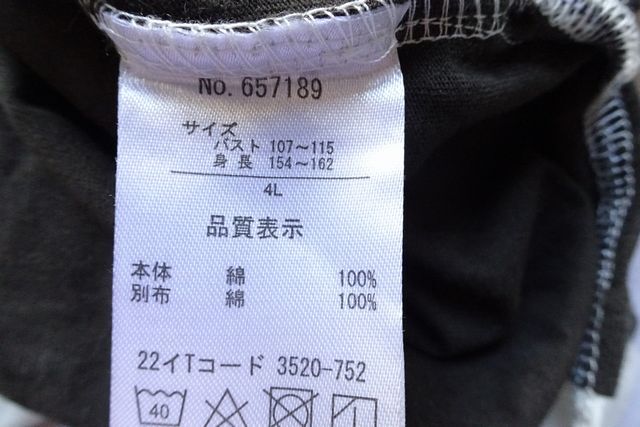 No. 657189
サイズ
バスト 107～115
身長 154～162
4L
品質表示
本体 綿 100%
別布 綿 100%
22イTコード 3520-752
40